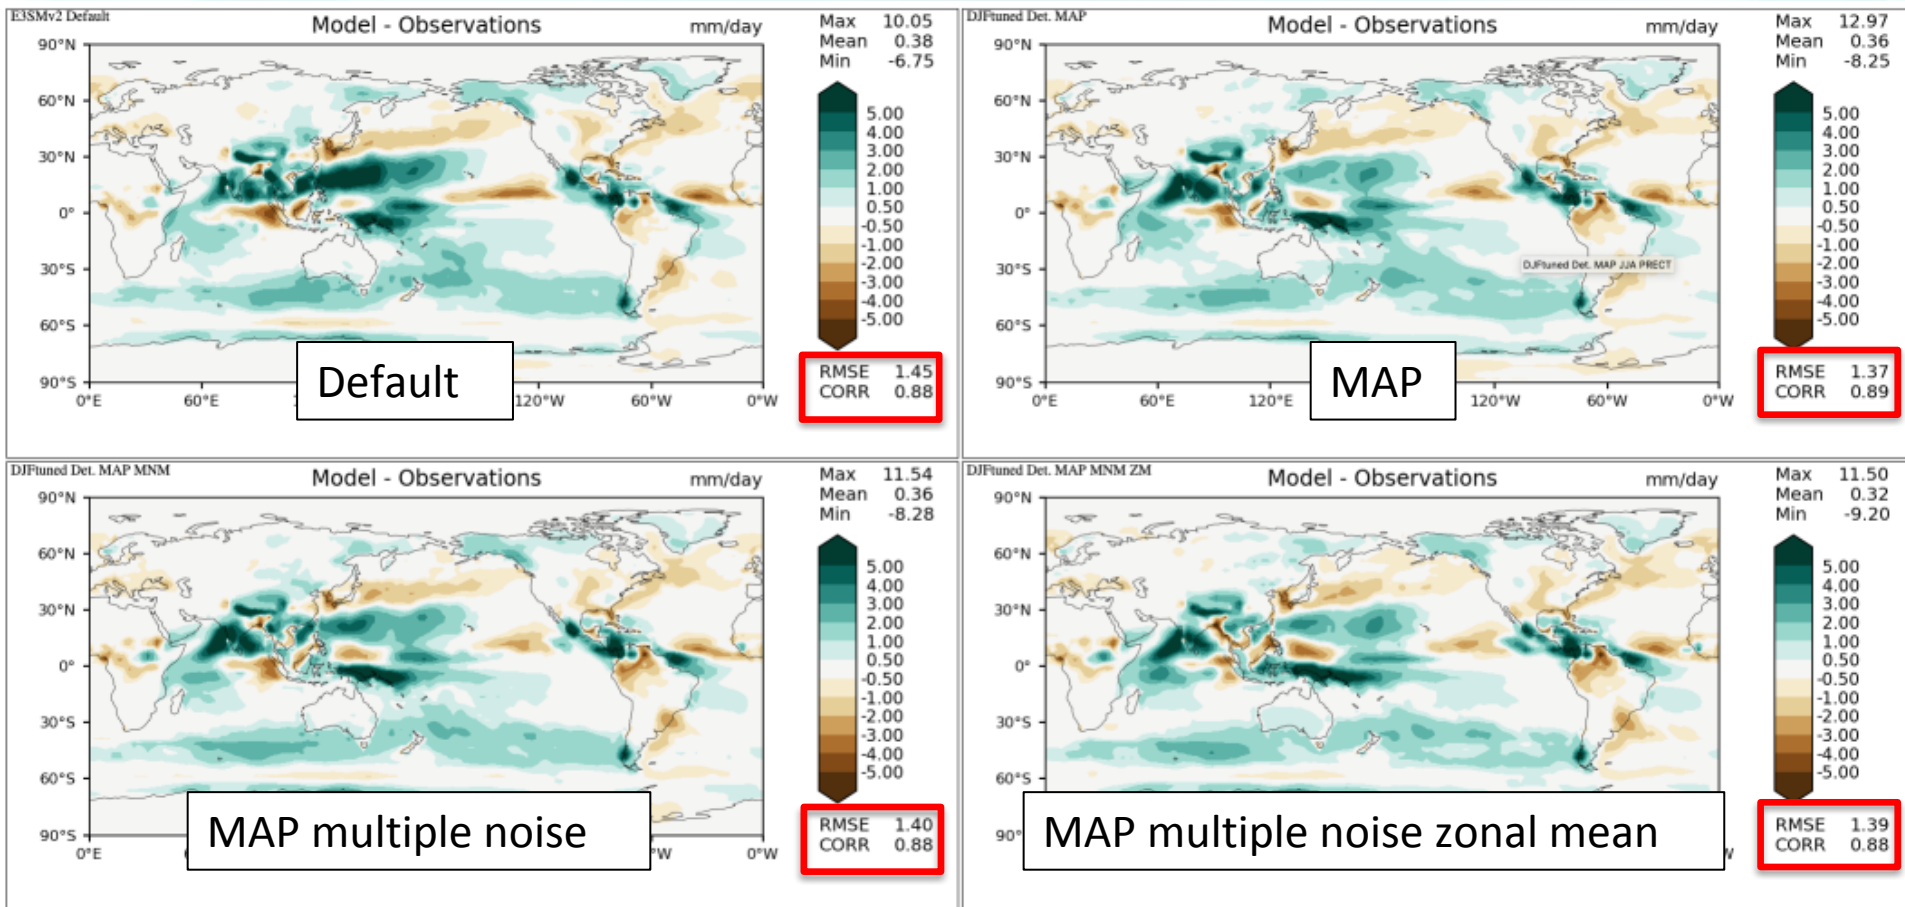 E3SMv2 Default
Model - Observations
mm/day
Max 10.05
Mean 0.38
Min -6.75
90°N
60°N
30°N
0°
30°S
60°S
90°S
0°E 60°E 120°W 60°W 0°W
5.00
4.00
3.00
2.00
1.00
0.50
-0.50
-1.00
-2.00
-3.00
-4.00
-5.00
RMSE 1.45
CORR 0.88
Default
DJFtuned Det. MAP
Model - Observations
mm/day
Max 12.97
Mean 0.36
Min -8.25
90°N
60°N
30°N
0°
30°S
60°S
90°S
0°E 60°E 120°E 120°W 60°W 0°W
5.00
4.00
3.00
2.00
1.00
0.50
-0.50
-1.00
-2.00
-3.00
-4.00
-5.00
DJFtuned Det. MAP JJA PRECT
RMSE 1.37
CORR 0.89
MAP
DJFtuned Det. MAP MNM
Model - Observations
mm/day
Max 11.54
Mean 0.36
Min -8.28
90°N
60°N
30°N
0°
30°S
60°S
90°S
0°E 0°W
5.00
4.00
3.00
2.00
1.00
0.50
-0.50
-1.00
-2.00
-3.00
-4.00
-5.00
RMSE 1.40
CORR 0.88
MAP multiple noise
DJFtuned Det. MAP MNM ZM
Model - Observations
mm/day
Max 11.50
Mean 0.32
Min -9.20
90°N
60°N
30°N
0°
30°S
60°S
5.00
4.00
3.00
2.00
1.00
0.50
-0.50
-1.00
-2.00
-3.00
-4.00
-5.00
RMSE 1.39
CORR 0.88
MAP multiple noise zonal mean